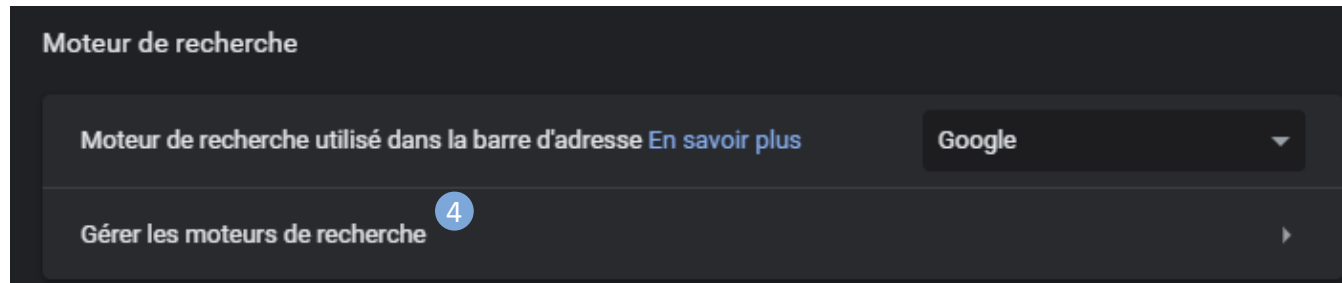 Moteur de recherche
Moteur de recherche utilisé dans la barre d'adresse En savoir plus
Google
4
Gérer les moteurs de recherche